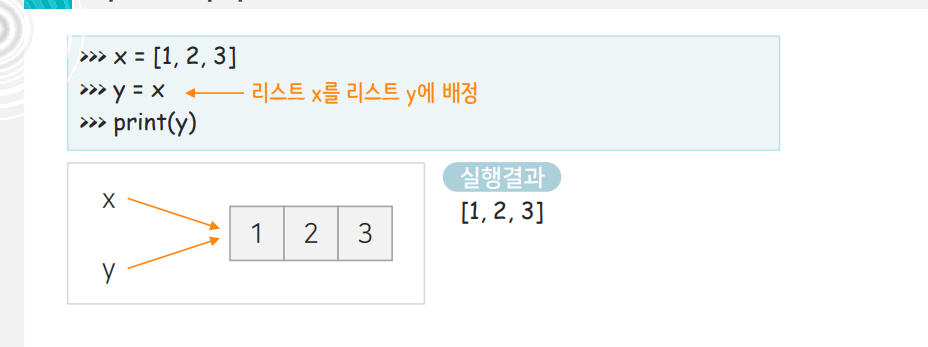 >>> x = [1, 2, 3]
>>> y = x 리스트 x를 리스트 y에 배정
>>> print(y)
실행결과
[1, 2, 3]
x
1 2 3
y